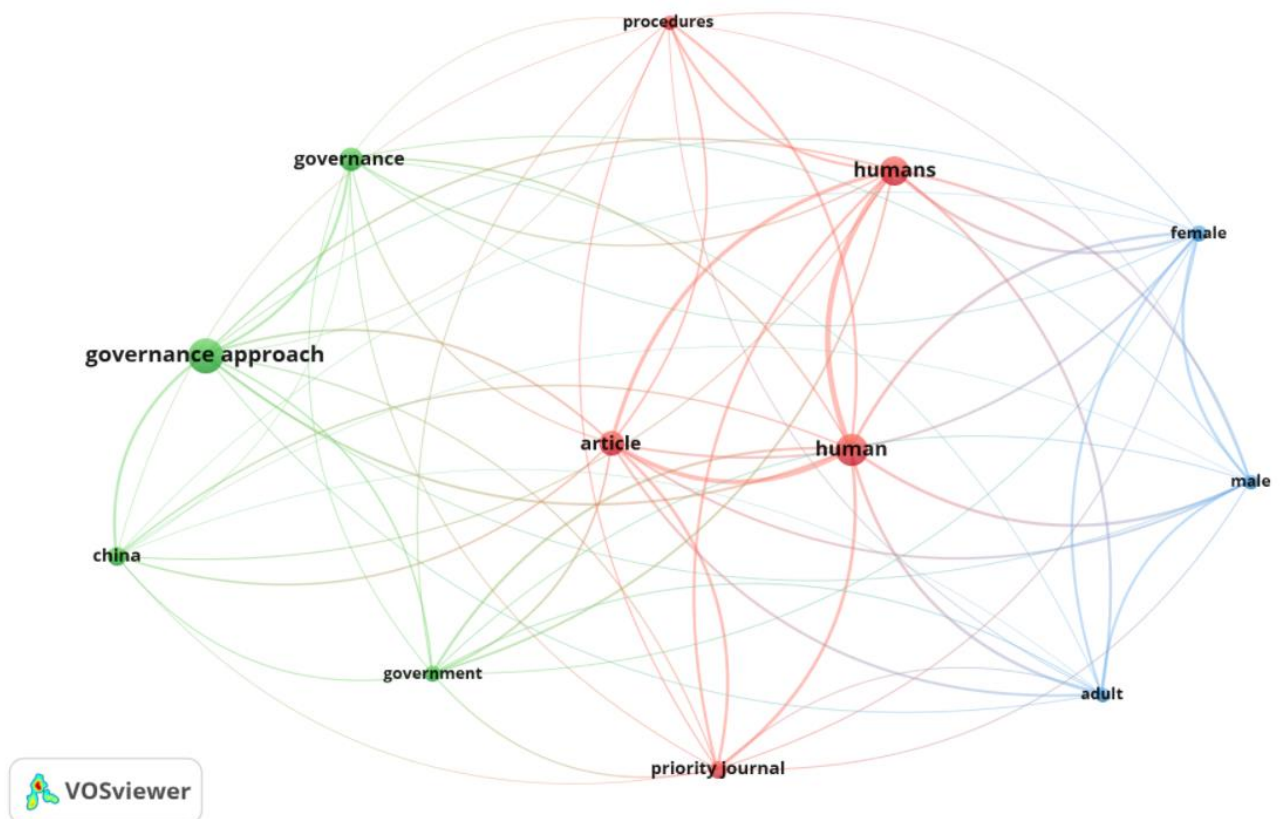 procedures
governance
humans
female
governance approach
article
human
male
china
government
adult
priority journal
VOSviewer